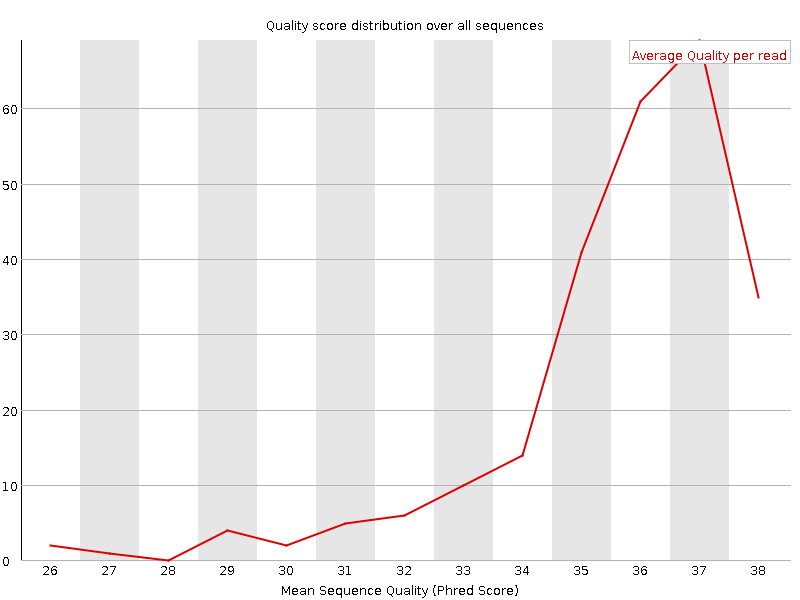 Quality score distribution over all sequences
Average Quality per read
60
50
40
30
20
10
0
26 27 28 29 30 31 32 33 34 35 36 37 38
Mean Sequence Quality (Phred Score)